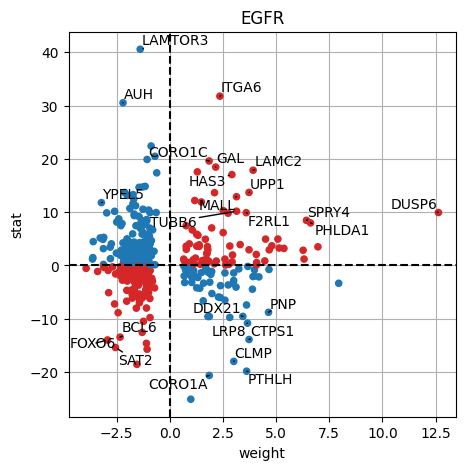 EGFR
LAMTOR3
40
ITGA6
AUH
30
stat
20
CORO1C
GAL
LAMC2
HAS3
UPP1
YPEL5
10
MALL
DUSP6
TUBB6
F2RL1
SPRY4
PHLDA1
0
DDX21
PNP
−10
BCL6
LRP8
CTPS1
FOXO6
SAT2
CLMP
−20
CORO1A
PTHLH
−2.5
0.0
2.5
5.0
7.5
10.0
12.5
weight